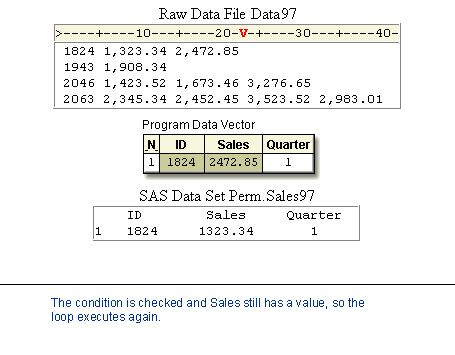 Raw Data File Data97
>----+----10---+----20-V-+----30---+----40-
1824 1,323.34 2,472.85
1943 1,908.34
2046 1,423.52 1,673.46 3,276.65
2063 2,345.34 2,452.45 3,523.52 2,983.01
Program Data Vector
N ID Sales Quarter
1 1824 2472.85 1
SAS Data Set Perm.Sales97
ID Sales Quarter
1 1824 1323.34 1
The condition is checked and Sales still has a value, so the
loop executes again.